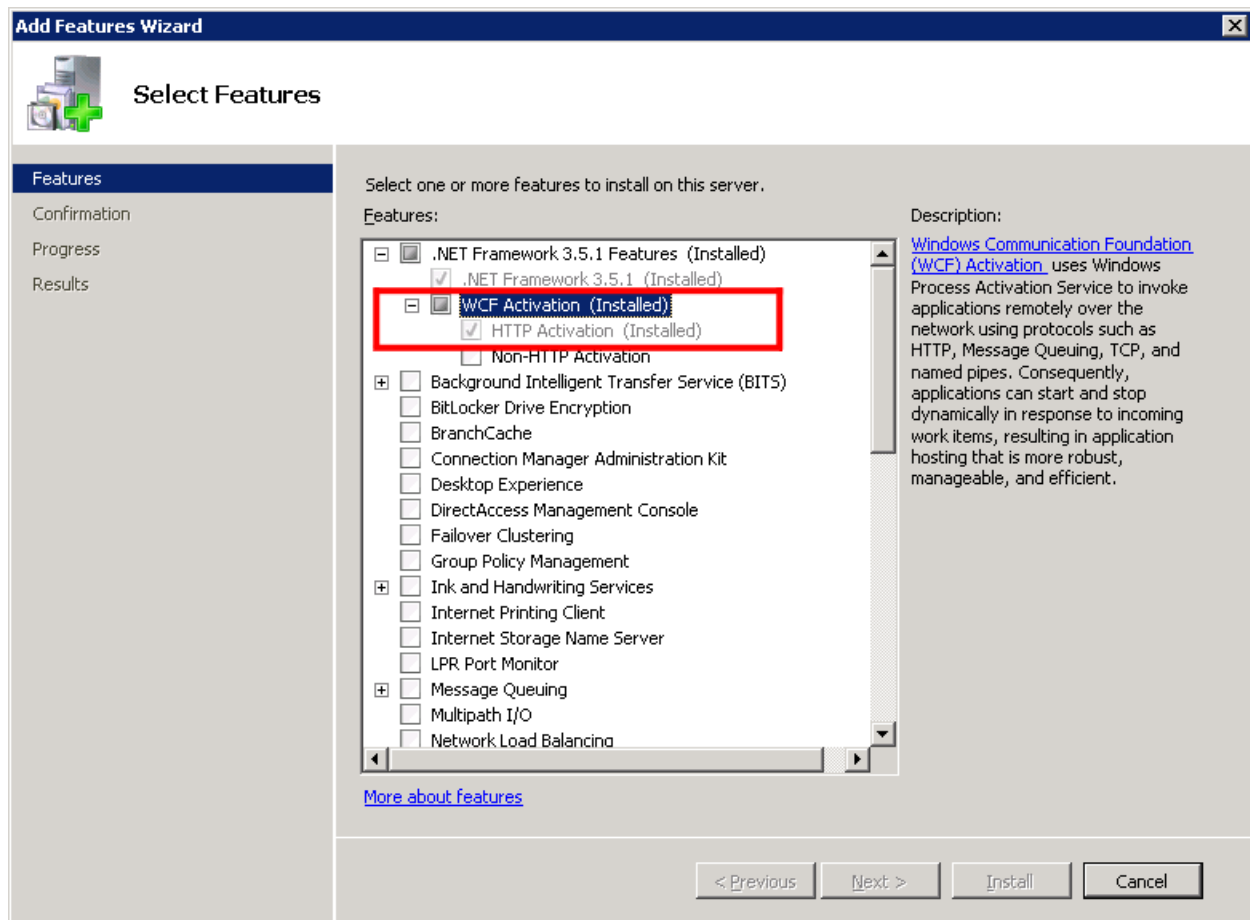 Add Features Wizard
Select Features
Features
Confirmation
Progress
Results
Select one or more features to install on this server.
Features:
.NET Framework 3.5.1 Features (Installed)
.NET Framework 3.5.1 (Installed)
WCF Activation (Installed)
HTTP Activation (Installed)
Non-HTTP Activation
Background Intelligent Transfer Service (BITS)
BitLocker Drive Encryption
BranchCache
Connection Manager Administration Kit
Desktop Experience
DirectAccess Management Console
Failover Clustering
Group Policy Management
Ink and Handwriting Services
Internet Printing Client
Internet Storage Name Server
LPR Port Monitor
Message Queuing
Multipath I/O
Network Load Balancing
More about features
Description:
Windows Communication Foundation
(WCF) Activation uses Windows
Process Activation Service to invoke
applications remotely over the
network using protocols such as
HTTP, Message Queuing, TCP, and
named pipes. Consequently,
applications can start and stop
dynamically in response to incoming
work items, resulting in application
hosting that is more robust,
manageable, and efficient.
< Previous
Next >
Install
Cancel